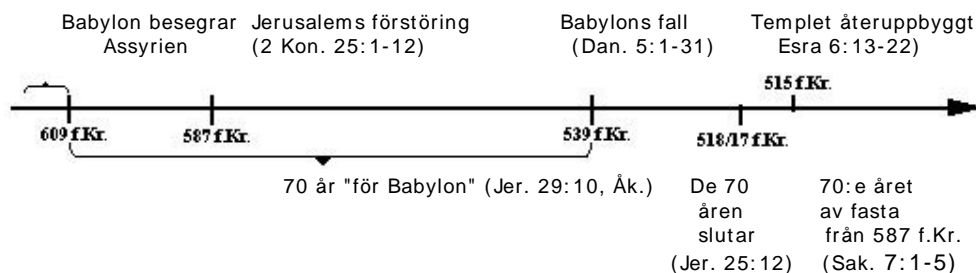 Babylon besegrar Jerusalems förstöring Babylons fall Templet återuppbyggt
Assyrien (2 Kon. 25:1-12) (Dan. 5:1-31) Esra 6:13-22)
515 f.Kr.
609 f.Kr. 587 f.Kr. 539 f.Kr. 518/17 f.Kr.
70 år "för Babylon" (Jer. 29:10, Åk.) De 70 70:e året
åren av fasta
slutar från 587 f.Kr.
(Jer. 25:12) (Sak. 7:1-5)